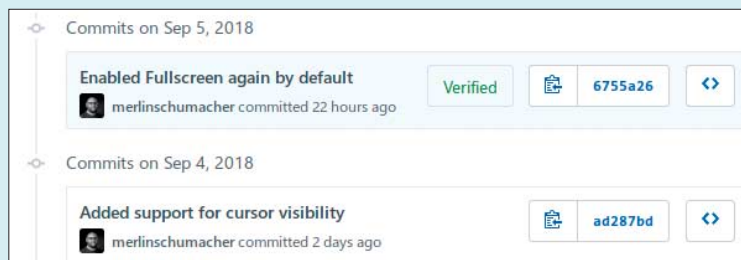 Commits on Sep 5, 2018
Enabled Fullscreen again by default
merlinschumacher committed 22 hours ago
Verified
6755a26
Commits on Sep 4, 2018
Added support for cursor visibility
merlinschumacher committed 2 days ago
ad287bd